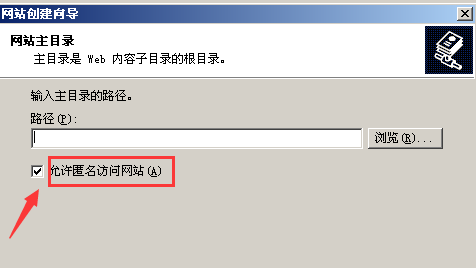 网站创建向导
网站主目录
主目录是 Web 内容子目录的根目录。
输入主目录的路径。
路径(P):
浏览(R)...
允许匿名访问网站(A)